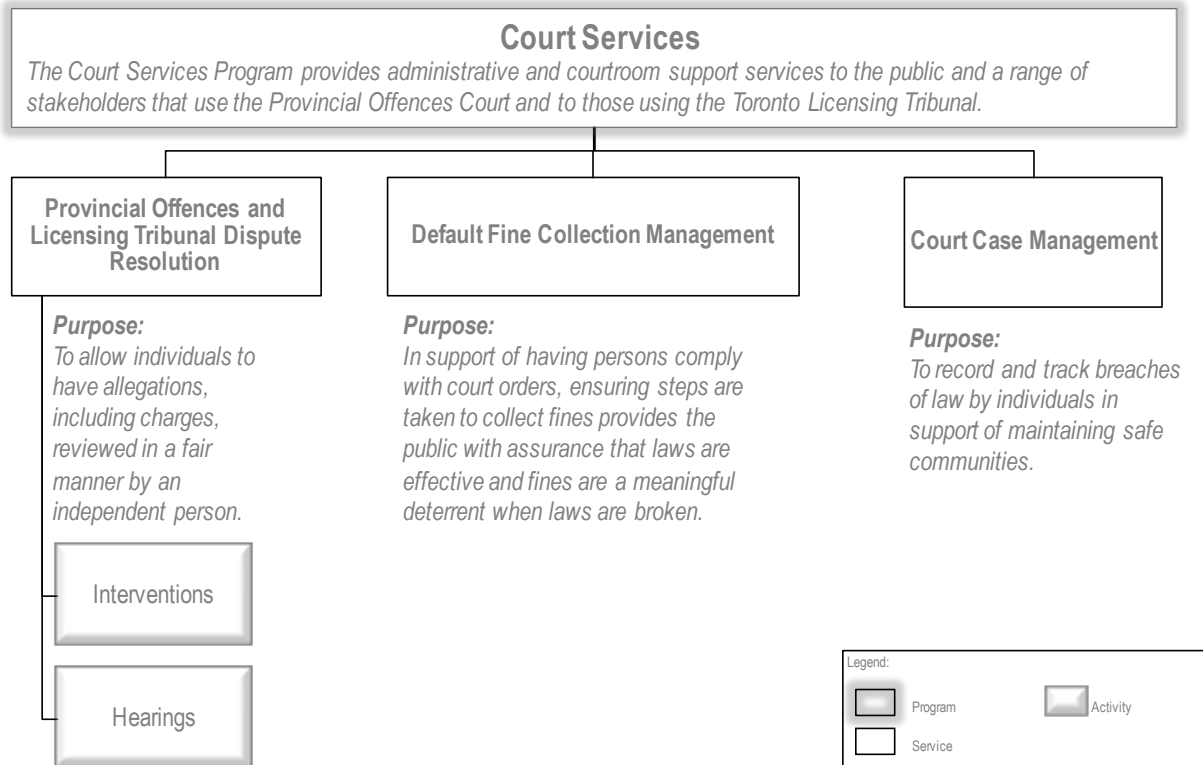 Court Services
The Court Services Program provides administrative and courtroom support services to the public and a range of
stakeholders that use the Provincial Offences Court and to those using the Toronto Licensing Tribunal.
Provincial Offences and
Licensing Tribunal Dispute
Resolution
Purpose:
To allow individuals to
have allegations,
including charges,
reviewed in a fair
manner by an
independent person.
Interventions
Hearings
Default Fine Collection Management
Purpose:
In support of having persons comply
with court orders, ensuring steps are
taken to collect fines provides the
public with assurance that laws are
effective and fines are a meaningful
deterrent when laws are broken.
Court Case Management
Purpose:
To record and track breaches
of law by individuals in
support of maintaining safe
communities.
Legend:
Program
Activity
Service